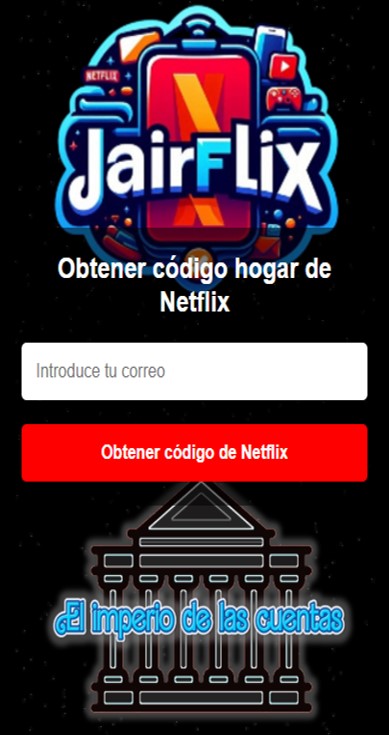 NETFLIX
JairFLix
Obtener código hogar de
Netflix
Introduce tu correo
Obtener código de Netflix
El imperio de las cuentas